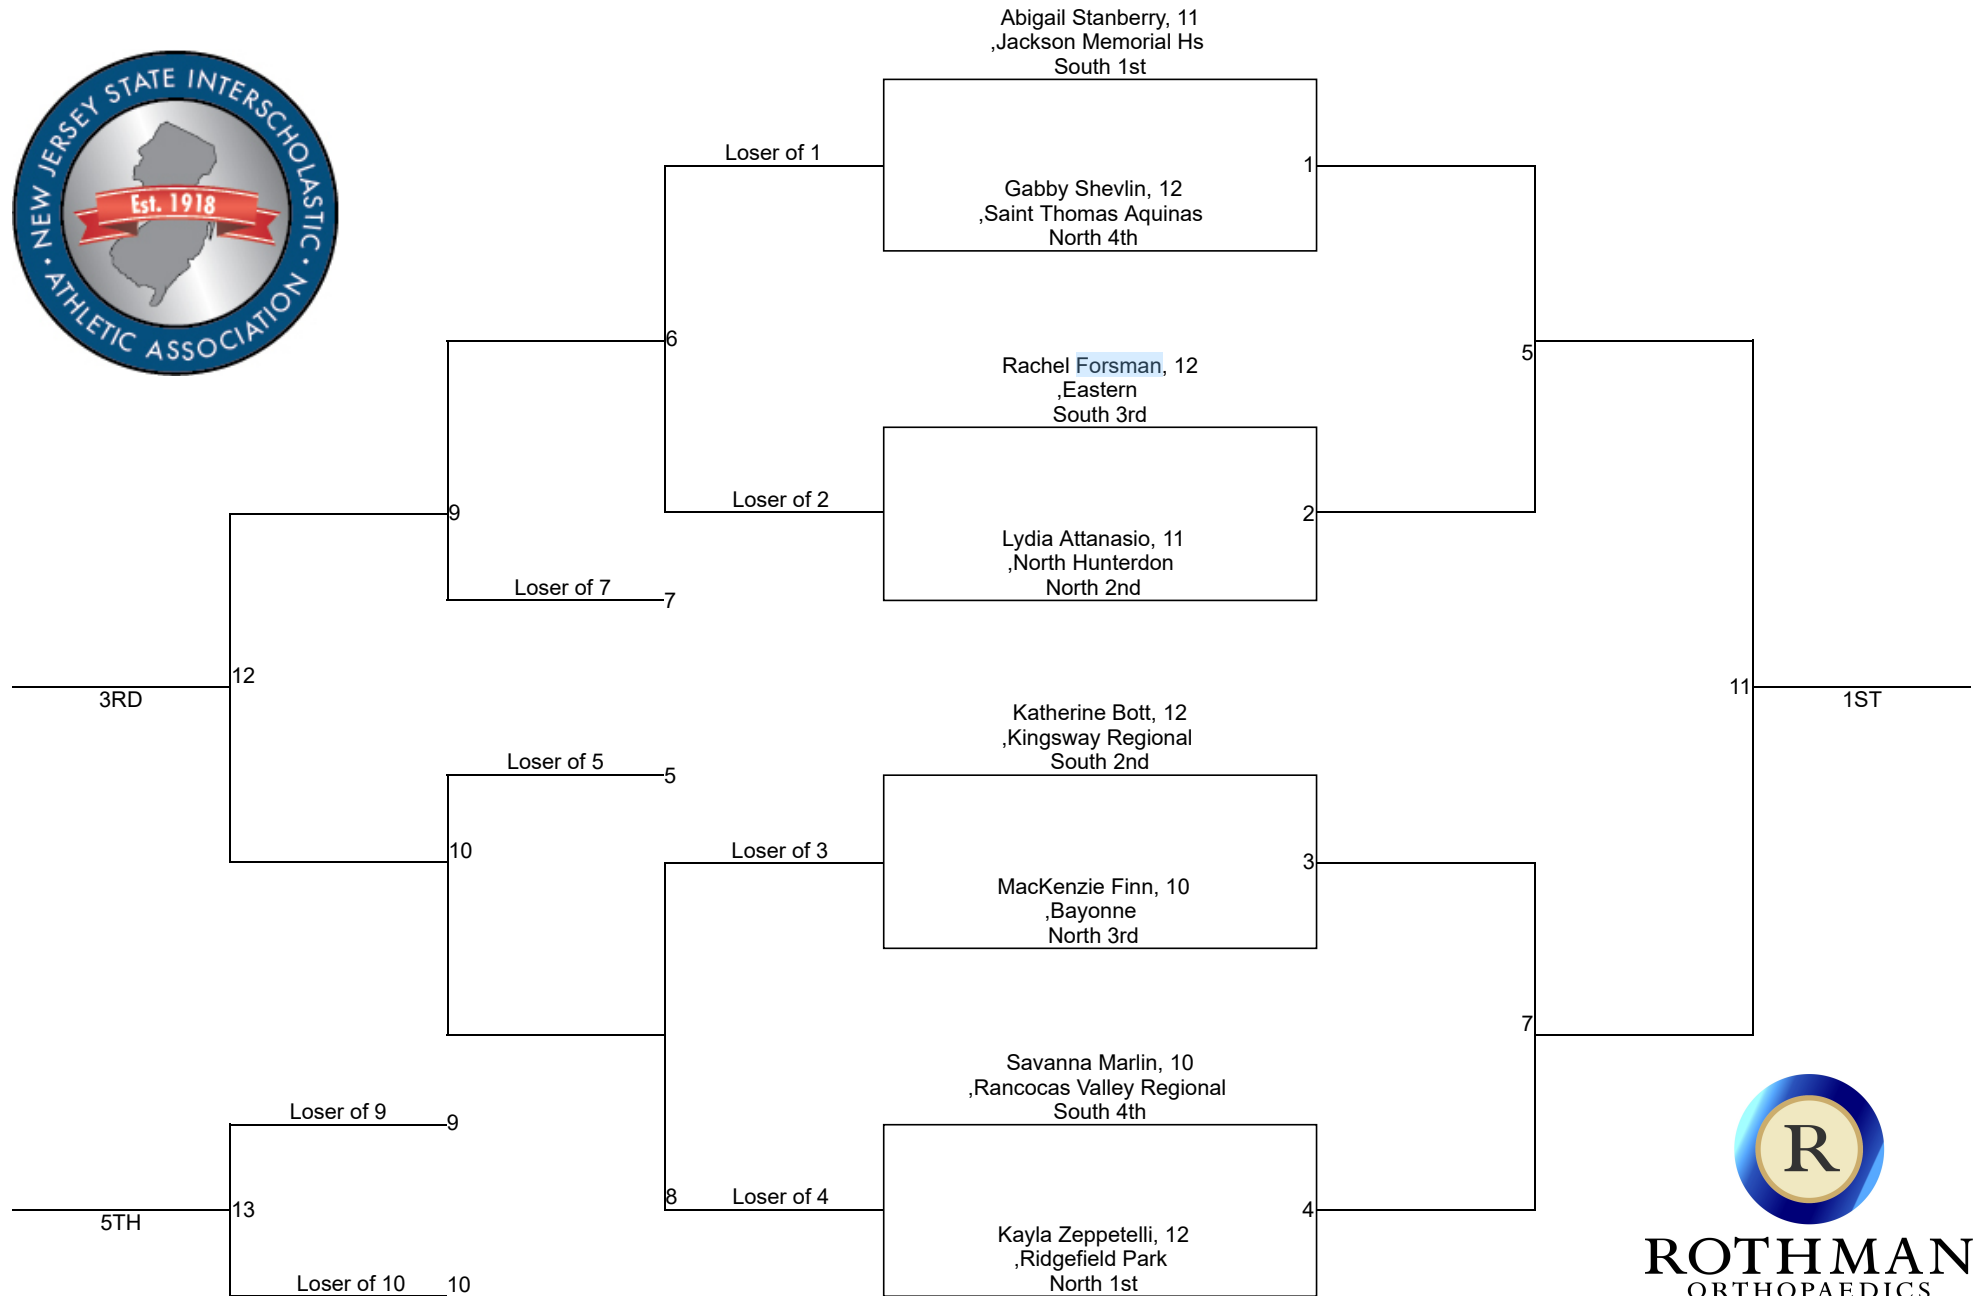 NEW JERSEY STATE INTERSCHOLASTIC
• ATHLETIC ASSOCIATION •
Est. 1918
Abigail Stanberry, 11
,Jackson Memorial Hs
South 1st
Loser of 1
1
Gabby Shevlin, 12
,Saint Thomas Aquinas
North 4th
6
5
Rachel Forsman, 12
,Eastern
South 3rd
Loser of 2
2
9
Lydia Attanasio, 11
,North Hunterdon
North 2nd
Loser of 7
7
12
3RD
11
1ST
Katherine Bott, 12
,Kingsway Regional
South 2nd
Loser of 5
5
10
Loser of 3
3
MacKenzie Finn, 10
,Bayonne
North 3rd
7
Savanna Marlin, 10
,Rancocas Valley Regional
South 4th
Loser of 9
9
8
Loser of 4
4
13
5TH
Kayla Zeppetelli, 12
,Ridgefield Park
North 1st
Loser of 10
10
R
ROTHMAN
ORTHOPAEDICS